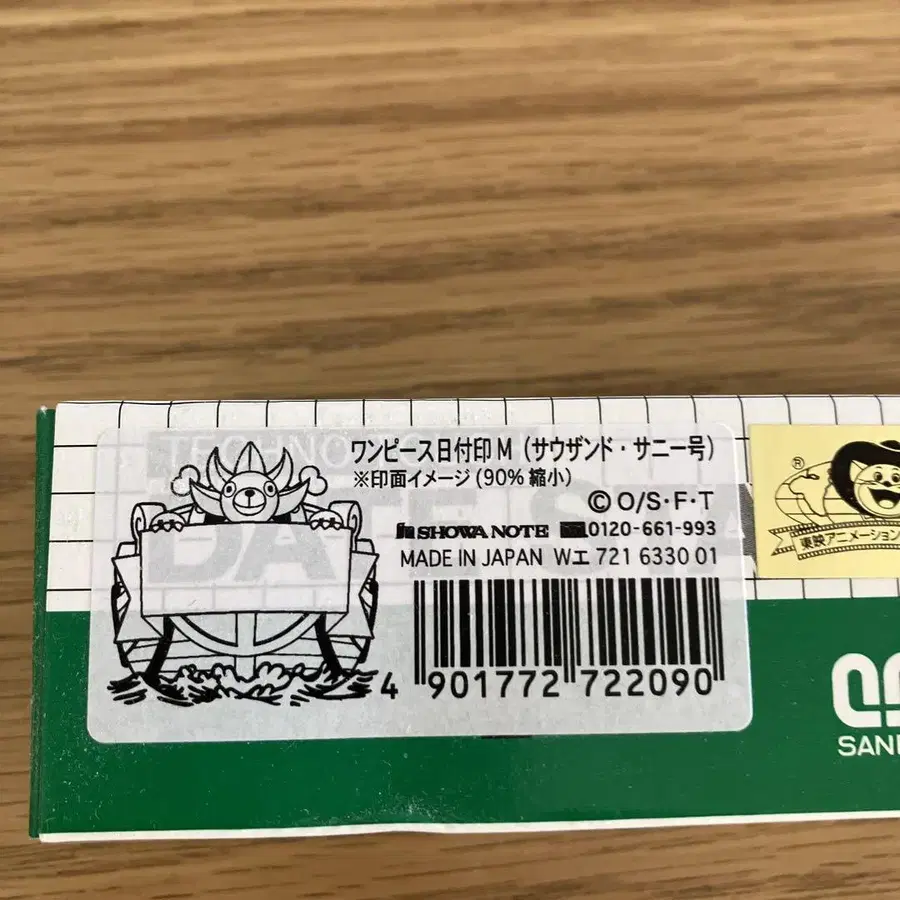 ワンピース日付印M（サウザンド・サニー号）
※印面イメージ（90%縮小）
©O/S・F・T
SHOWA NOTE 0120-661-993
MADE IN JAPAN Wエ 721 6330 01
4 901772 722090
®
東映アニメーション